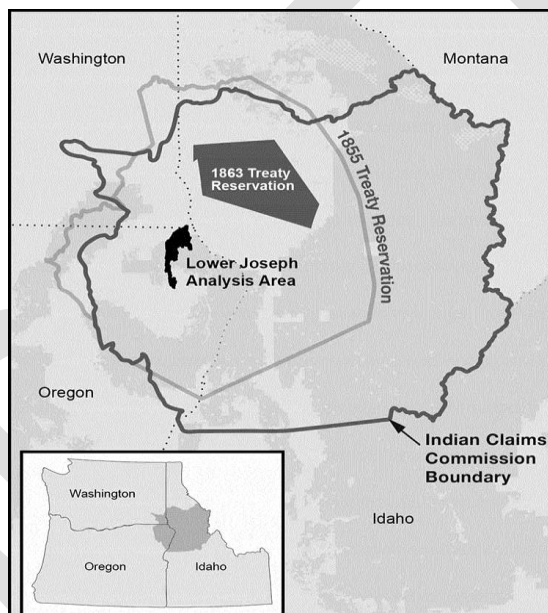 Washington
Montana
1863 Treaty
Reservation
1855 Treaty Reservation
Lower Joseph
Analysis Area
Oregon
Indian Claims
Commission
Boundary
Idaho
Washington
Oregon
Idaho